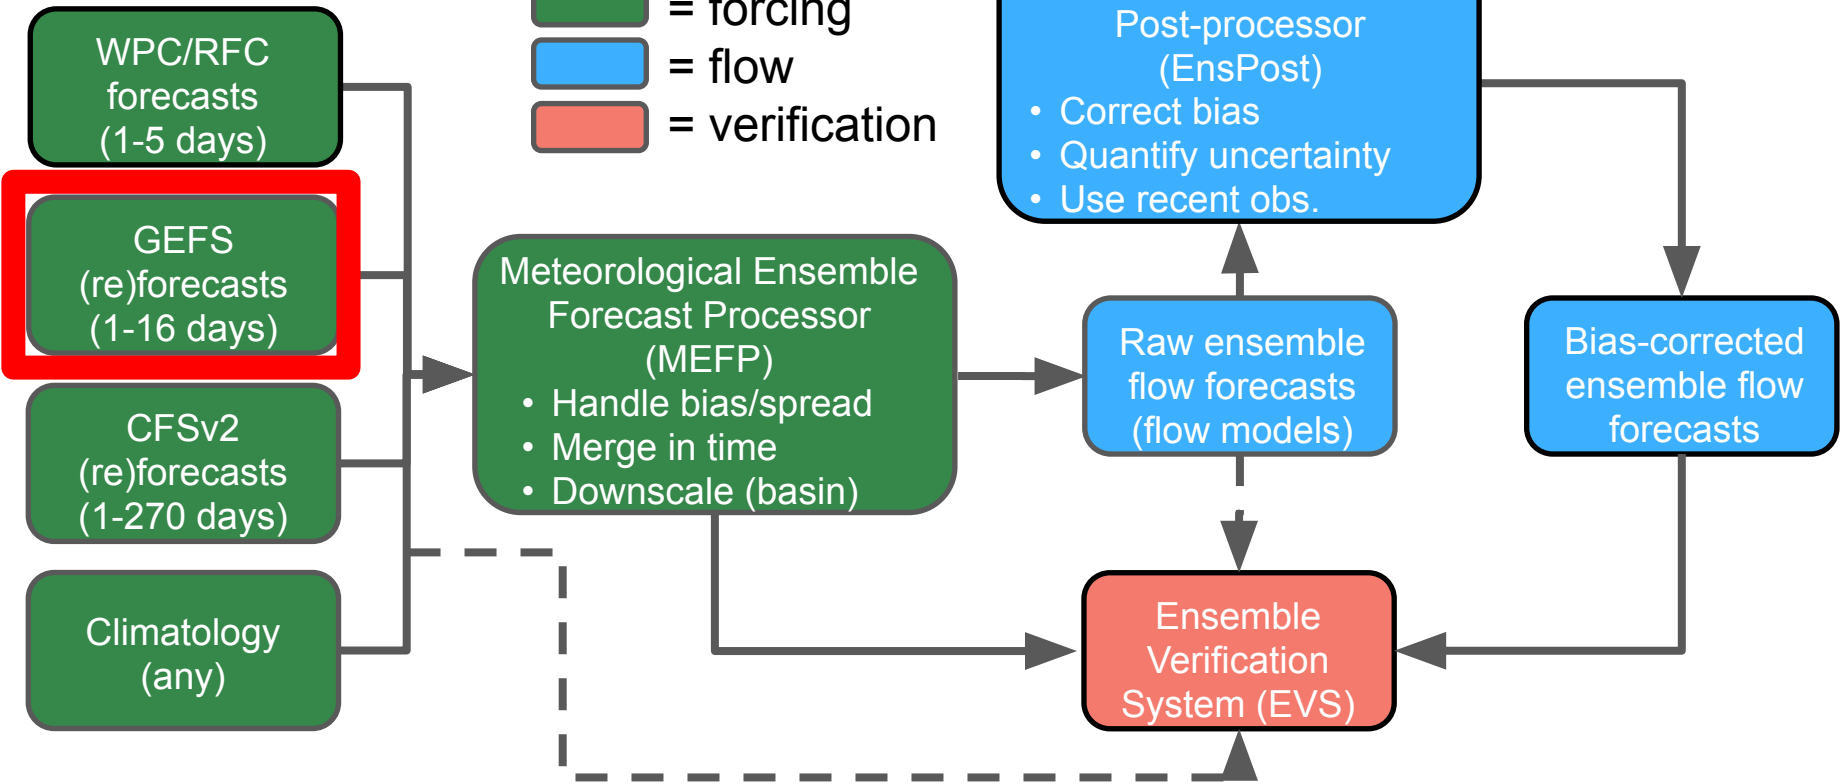 WPC/RFC
forecasts
(1-5 days)
GEFS
(re)forecasts
(1-16 days)
CFSv2
(re)forecasts
(1-270 days)
Climatology
(any)
= forcing
= flow
= verification
Meteorological Ensemble
Forecast Processor
(MEFP)
• Handle bias/spread
• Merge in time
• Downscale (basin)
Post-processor
(EnsPost)
• Correct bias
• Quantify uncertainty
• Use recent obs.
Raw ensemble
flow forecasts
(flow models)
Bias-corrected
ensemble flow
forecasts
Ensemble
Verification
System (EVS)